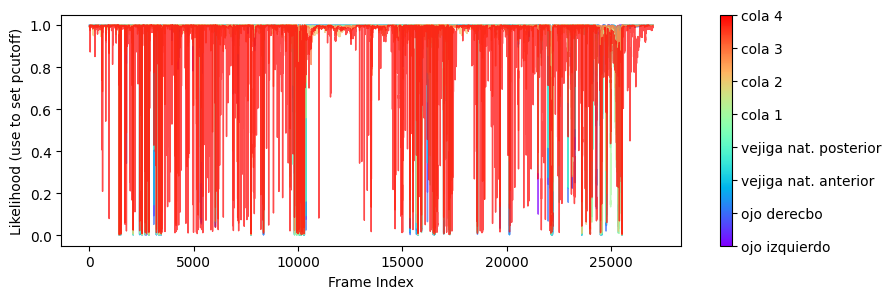 Likelihood (use to set pcutoff)
1.0
0.8
0.6
0.4
0.2
0.0
0
5000
10000
15000
20000
25000
Frame Index
cola 4
cola 3
cola 2
cola 1
vejiga nat. posterior
vejiga nat. anterior
ojo derecbo
ojo izquierdo